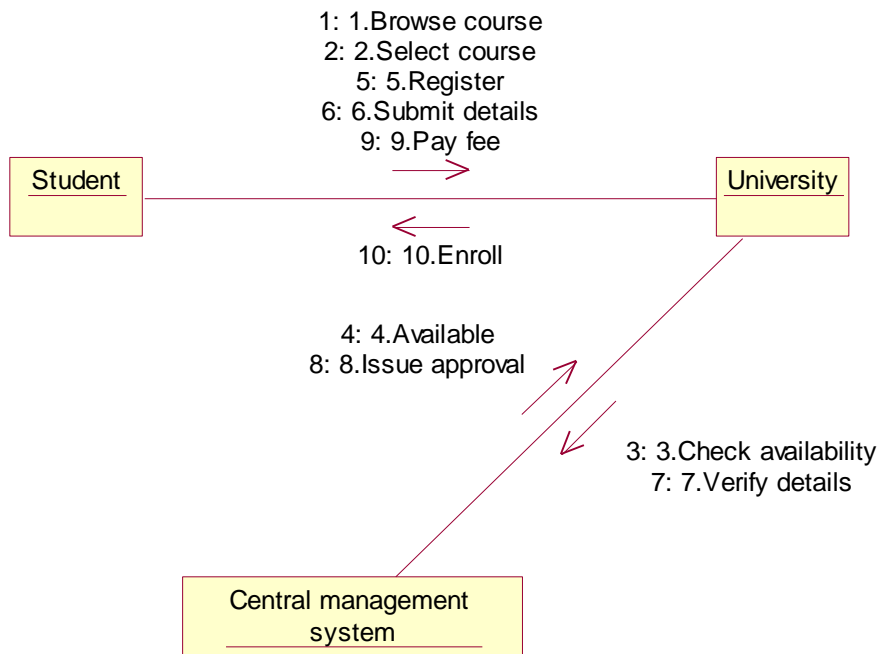 1: 1.Browse course
2: 2.Select course
5: 5.Register
6: 6.Submit details
9: 9.Pay fee
Student
University
10: 10.Enroll
4: 4.Available
8: 8.Issue approval
3: 3.Check availability
7: 7.Verify details
Central management
system